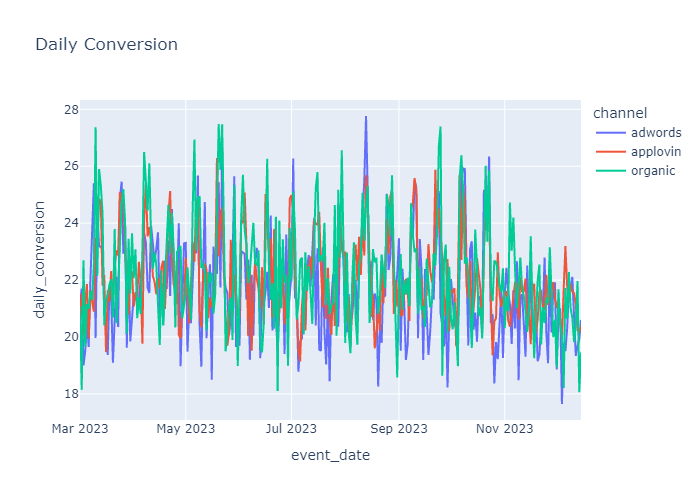 Daily Conversion
channel
adwords
applovin
organic
28
26
24
22
20
18
daily_conversion
Mar 2023 May 2023 Jul 2023 Sep 2023 Nov 2023
event_date